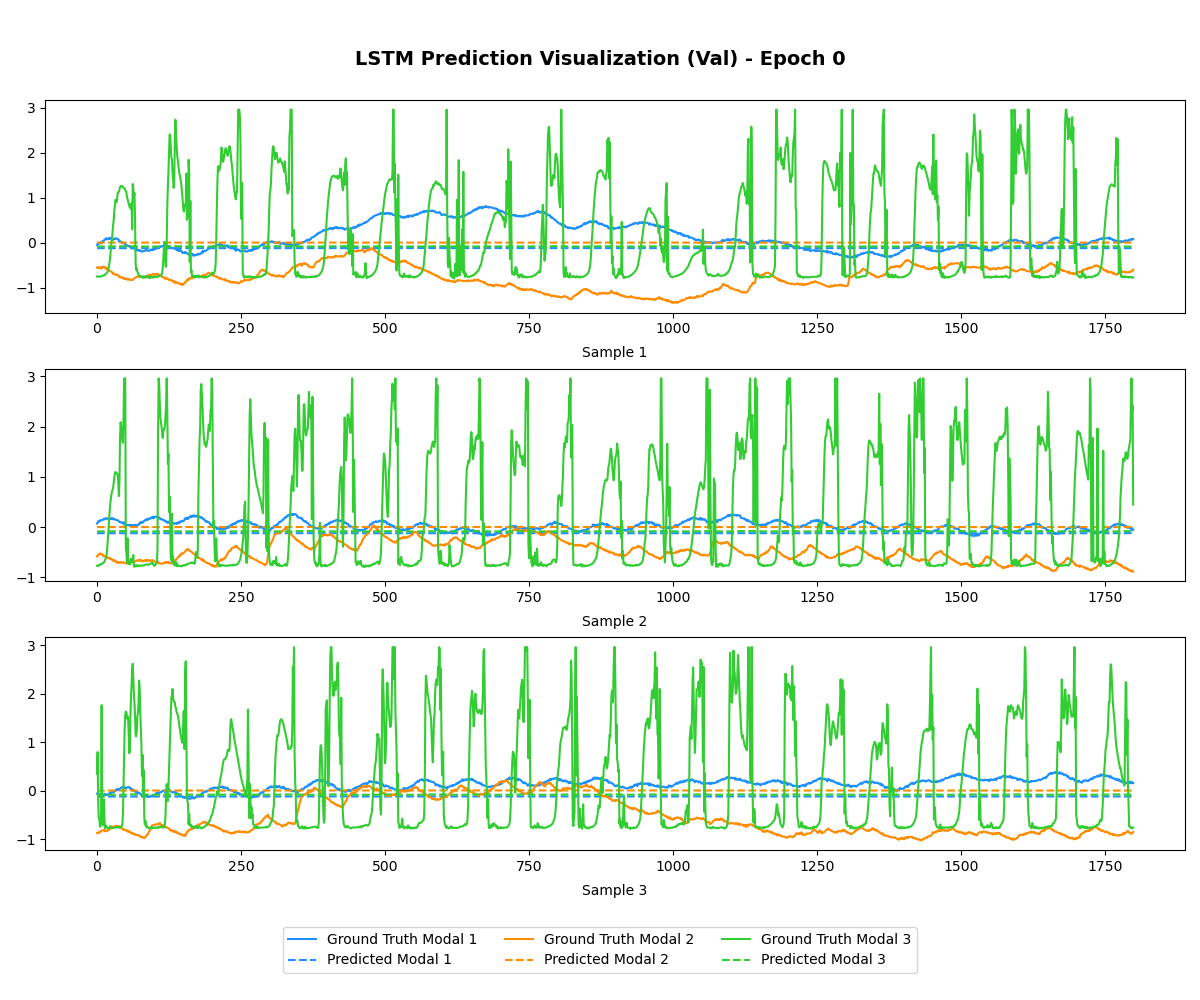 LSTM Prediction Visualization (Val) - Epoch 0
3
2
1
0
−1
0 250 500 750 1000 1250 1500 1750
Sample 1
3
2
1
0
−1
0 250 500 750 1000 1250 1500 1750
Sample 2
3
2
1
0
−1
0 250 500 750 1000 1250 1500 1750
Sample 3
Ground Truth Modal 1 Ground Truth Modal 2 Ground Truth Modal 3
Predicted Modal 1 Predicted Modal 2 Predicted Modal 3